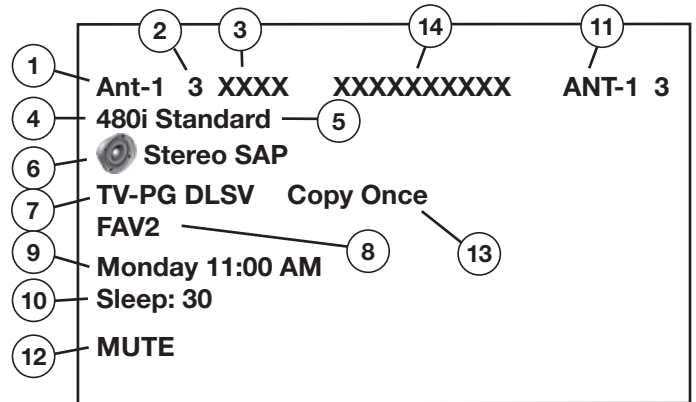 2 3 14 11
1 Ant-1 3 XXXX XXXXXXXXXX ANT-1 3
4 480i Standard 5
6 Stereo SAP
7 TV-PG DLSV Copy Once
FAV2 8 13
9 Monday 11:00 AM
10 Sleep: 30
12 MUTE